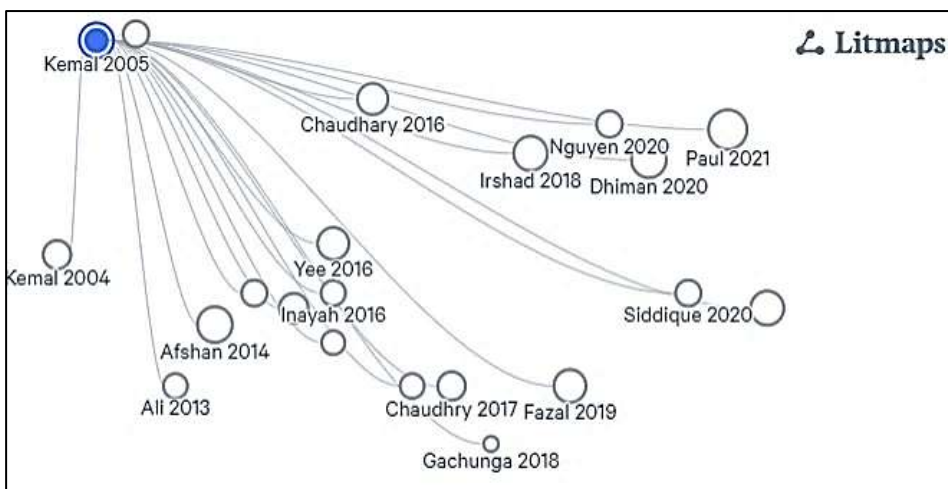 Litmaps
Kemal 2005
Chaudhary 2016
Nguyen 2020
Paul 2021
Irshad 2018
Dhiman 2020
Yee 2016
Kemal 2004
Inayah 2016
Siddique 2020
Afshan 2014
Ali 2013
Chaudhry 2017
Fazal 2019
Gachunga 2018